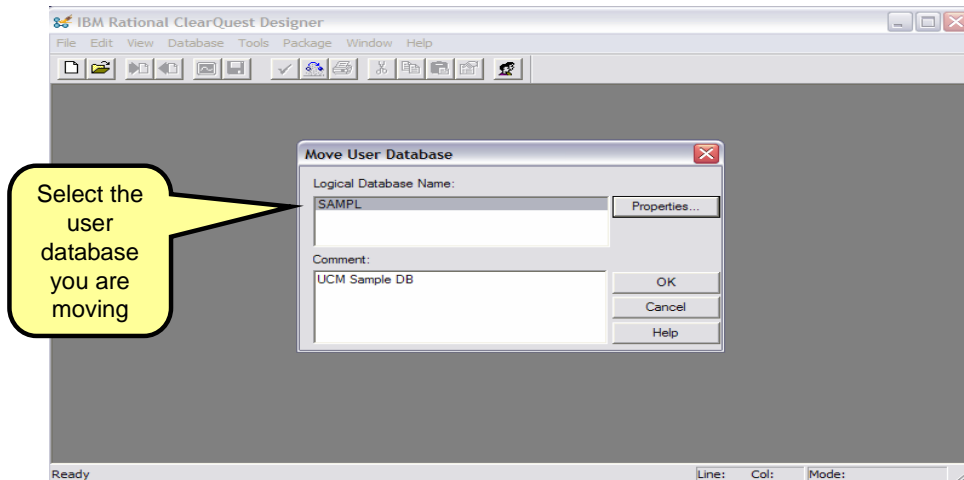 IBM Rational ClearQuest Designer
File Edit View Database Tools Package Window Help
Move User Database
Logical Database Name:
SAMPL
Properties...
Comment:
UCM Sample DB
OK
Cancel
Help
Select the
user
database
you are
moving
Ready
Line: Col: Mode: